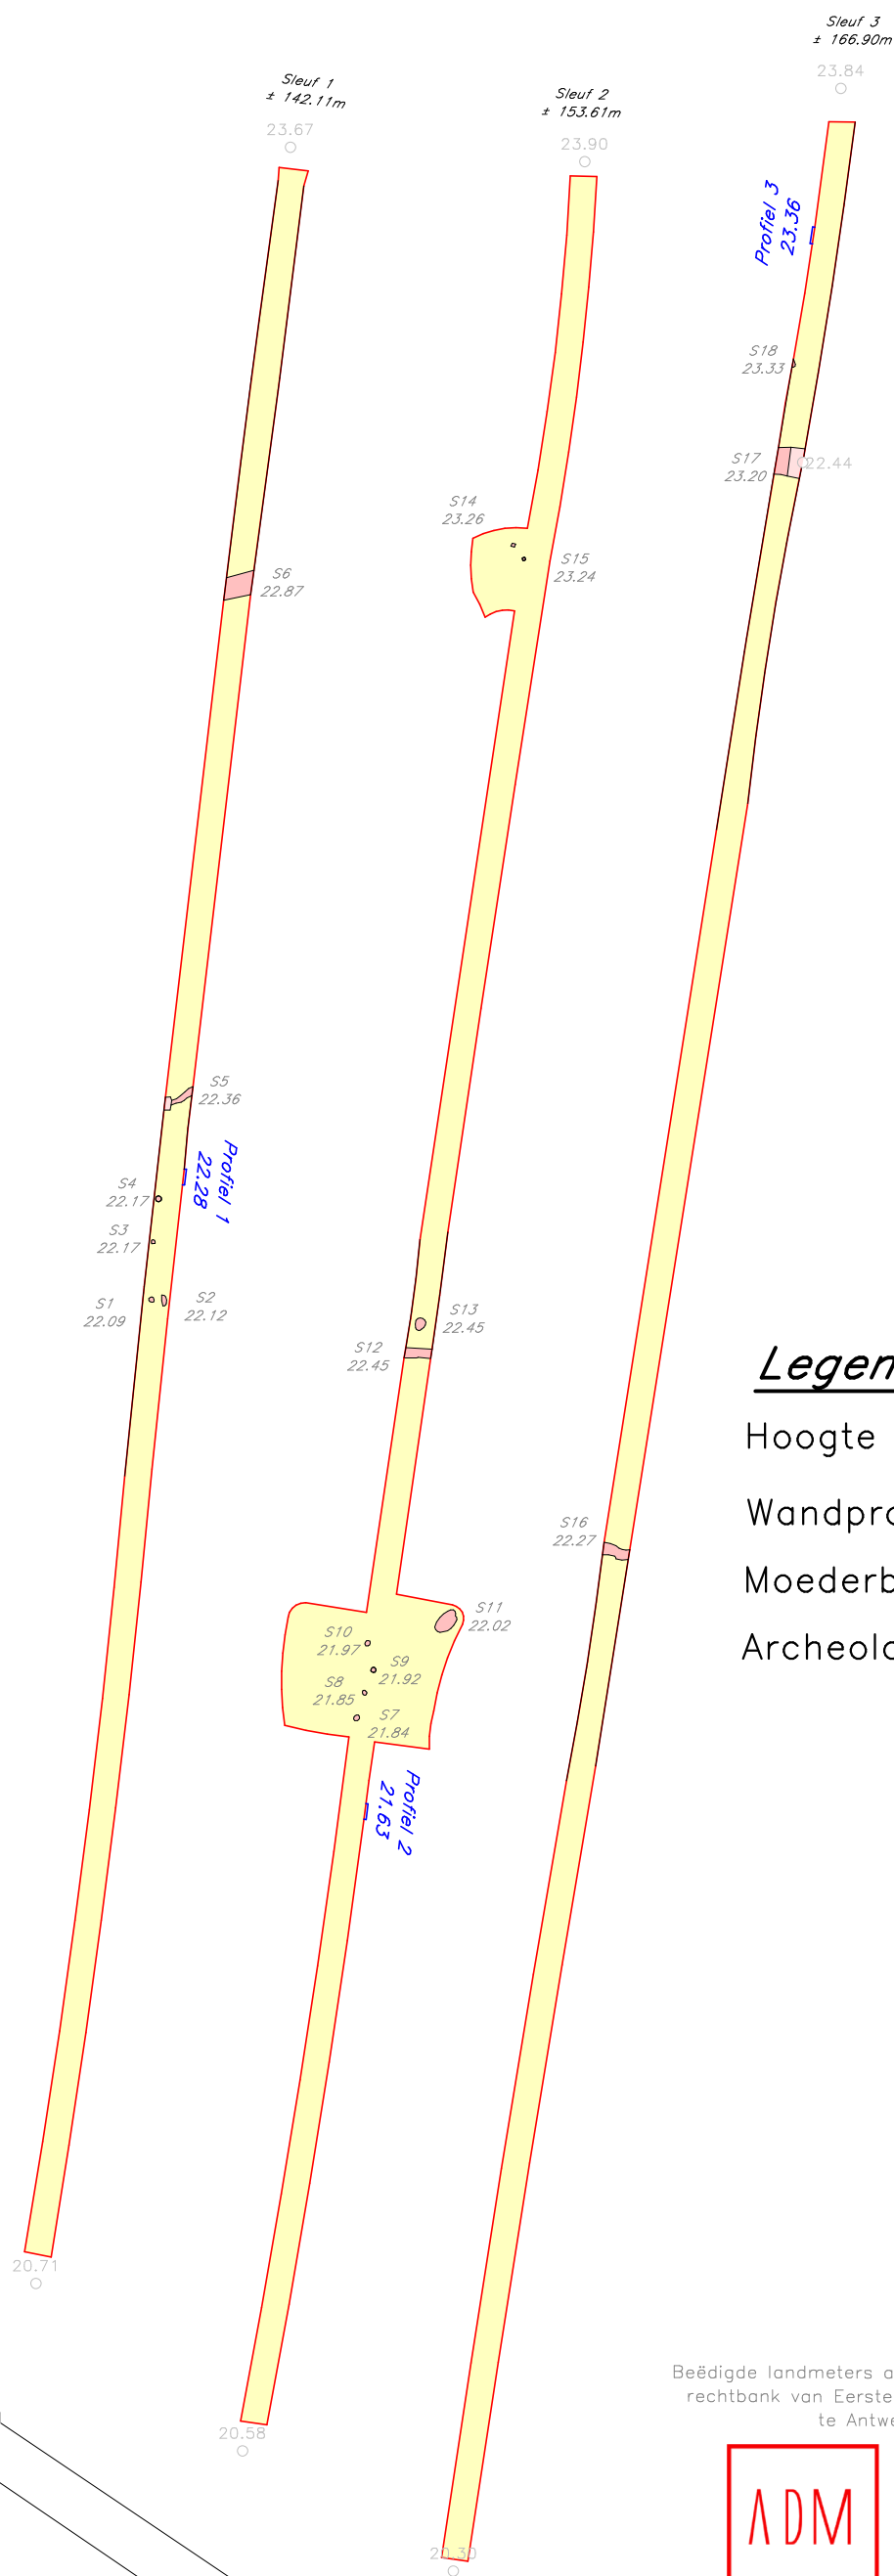 Sleuf 3
± 166.90m
23.84
Sleuf 1
± 142.11m
23.67
Sleuf 2
± 153.61m
23.90
Profiel 3
23.36
S18
23.33
S17
23.20
22.44
S14
23.26
S15
23.24
S6
22.87
S5
22.36
Profiel 1
22.28
S4
22.17
S3
22.17
S1
22.09
S2
22.12
S13
22.45
S12
22.45
Legen
Hoogte
Wandpro
Moederb
Archeolo
S16
22.27
S11
22.02
S10
21.97
S9
21.92
S8
21.85
S7
21.84
Profiel 2
21.63
20.71
20.58
20.30
Beëdigde landmeters a
rechtbank van Eerste
te Antwe
ADM